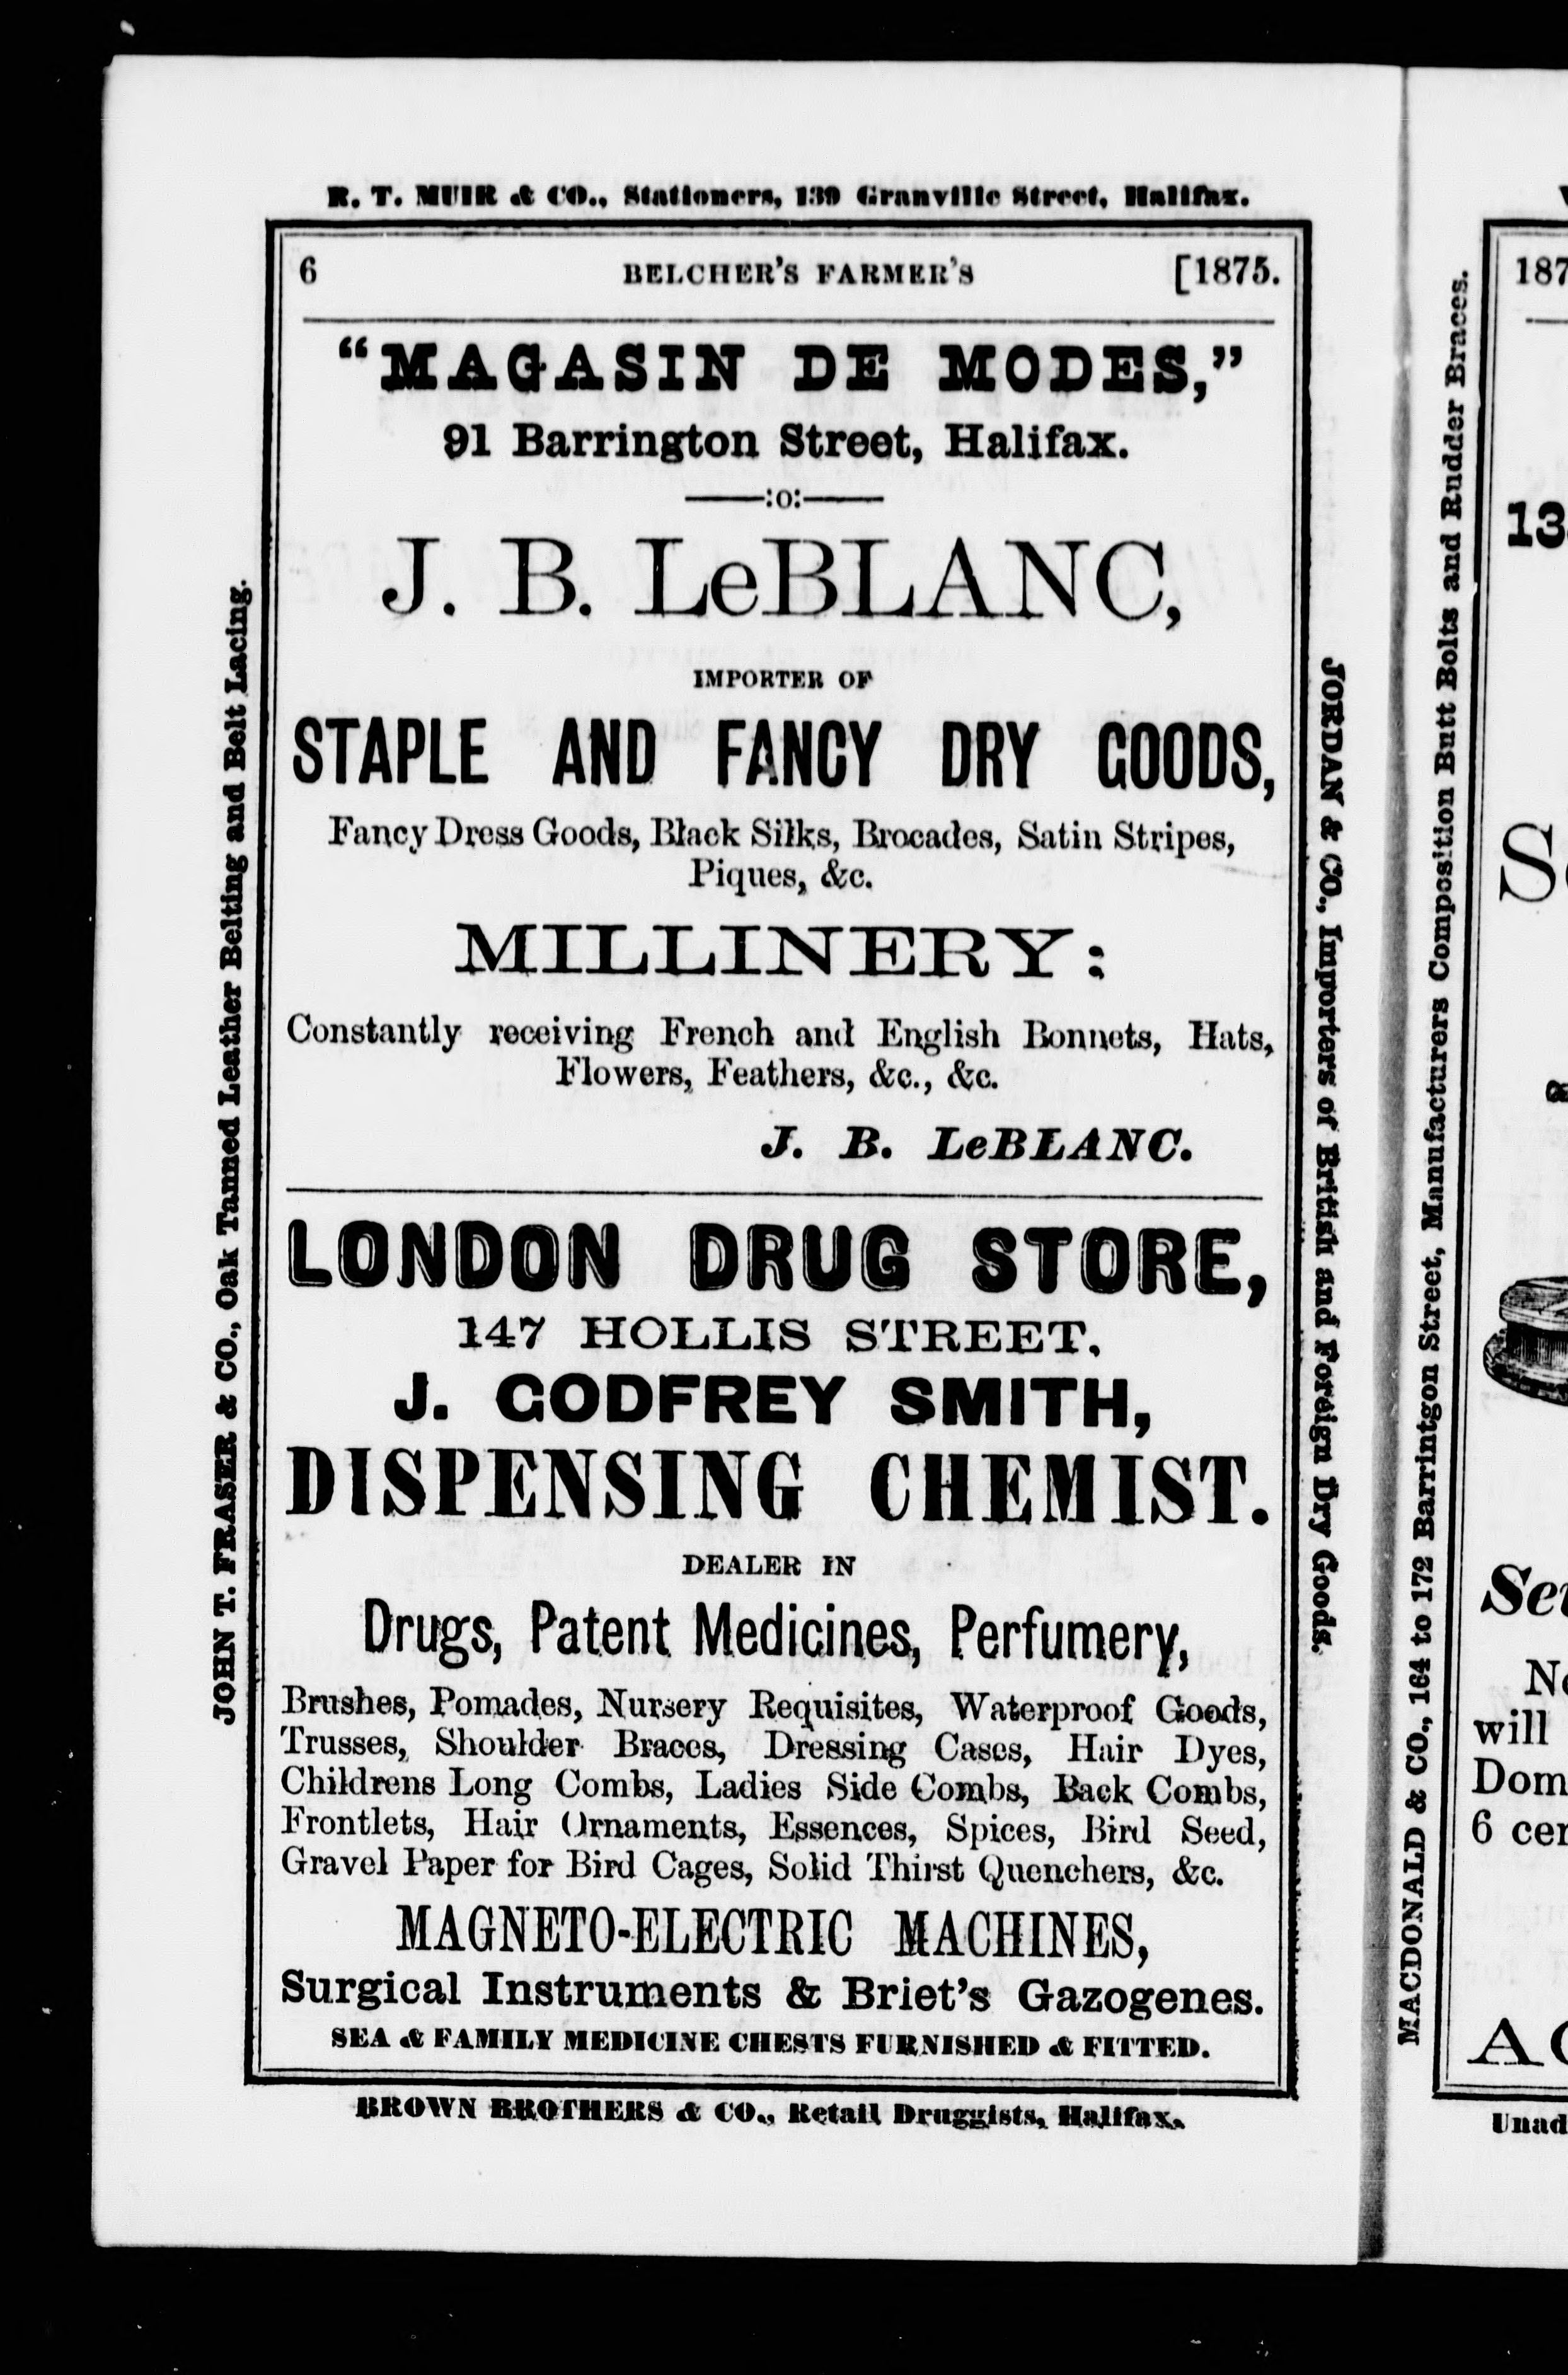 R. T. MUIR & CO., Stationers, 139 Granville Street, Halifax.
6 BELCHER'S FARMER'S [1875.
"MAGASIN DE MODES,"
91 Barrington Street, Halifax.
:o:
J. B. LeBLANC,
IMPORTER OF
STAPLE AND FANCY DRY GOODS,
Fancy Dress Goods, Black Silks, Brocades, Satin Stripes,
Piques, &c.
MILLINERY:
Constantly receiving French and English Bonnets, Hats,
Flowers, Feathers, &c., &c.
J. B. LeBLANC.
LONDON DRUG STORE,
147 HOLLIS STREET.
J. GODFREY SMITH,
DISPENSING CHEMIST.
DEALER IN
Drugs, Patent Medicines, Perfumery,
Brushes, Pomades, Nursery Requisites, Waterproof Goods,
Trusses, Shoulder Braces, Dressing Cases, Hair Dyes,
Childrens Long Combs, Ladies Side Combs, Back Combs,
Frontlets, Hair Ornaments, Essences, Spices, Bird Seed,
Gravel Paper for Bird Cages, Solid Thirst Quenchers, &c.
MAGNETO-ELECTRIC MACHINES,
Surgical Instruments & Briet's Gazogenes.
SEA & FAMILY MEDICINE CHESTS FURNISHED & FITTED.
BROWN BROTHERS & CO., Retail Druggists, Halifax.
JOHN T. FRASER & CO., Oak Tanned Leather Belting and Belt Lacing.
JORDAN & CO., Importers of British and Foreign Dry Goods.
MACDONALD & CO., 164 to 172 Barrintgon Street, Manufacturers Composition Butt Bolts and Rudder Braces.
187
13
will
Dom
6 cer
Unad